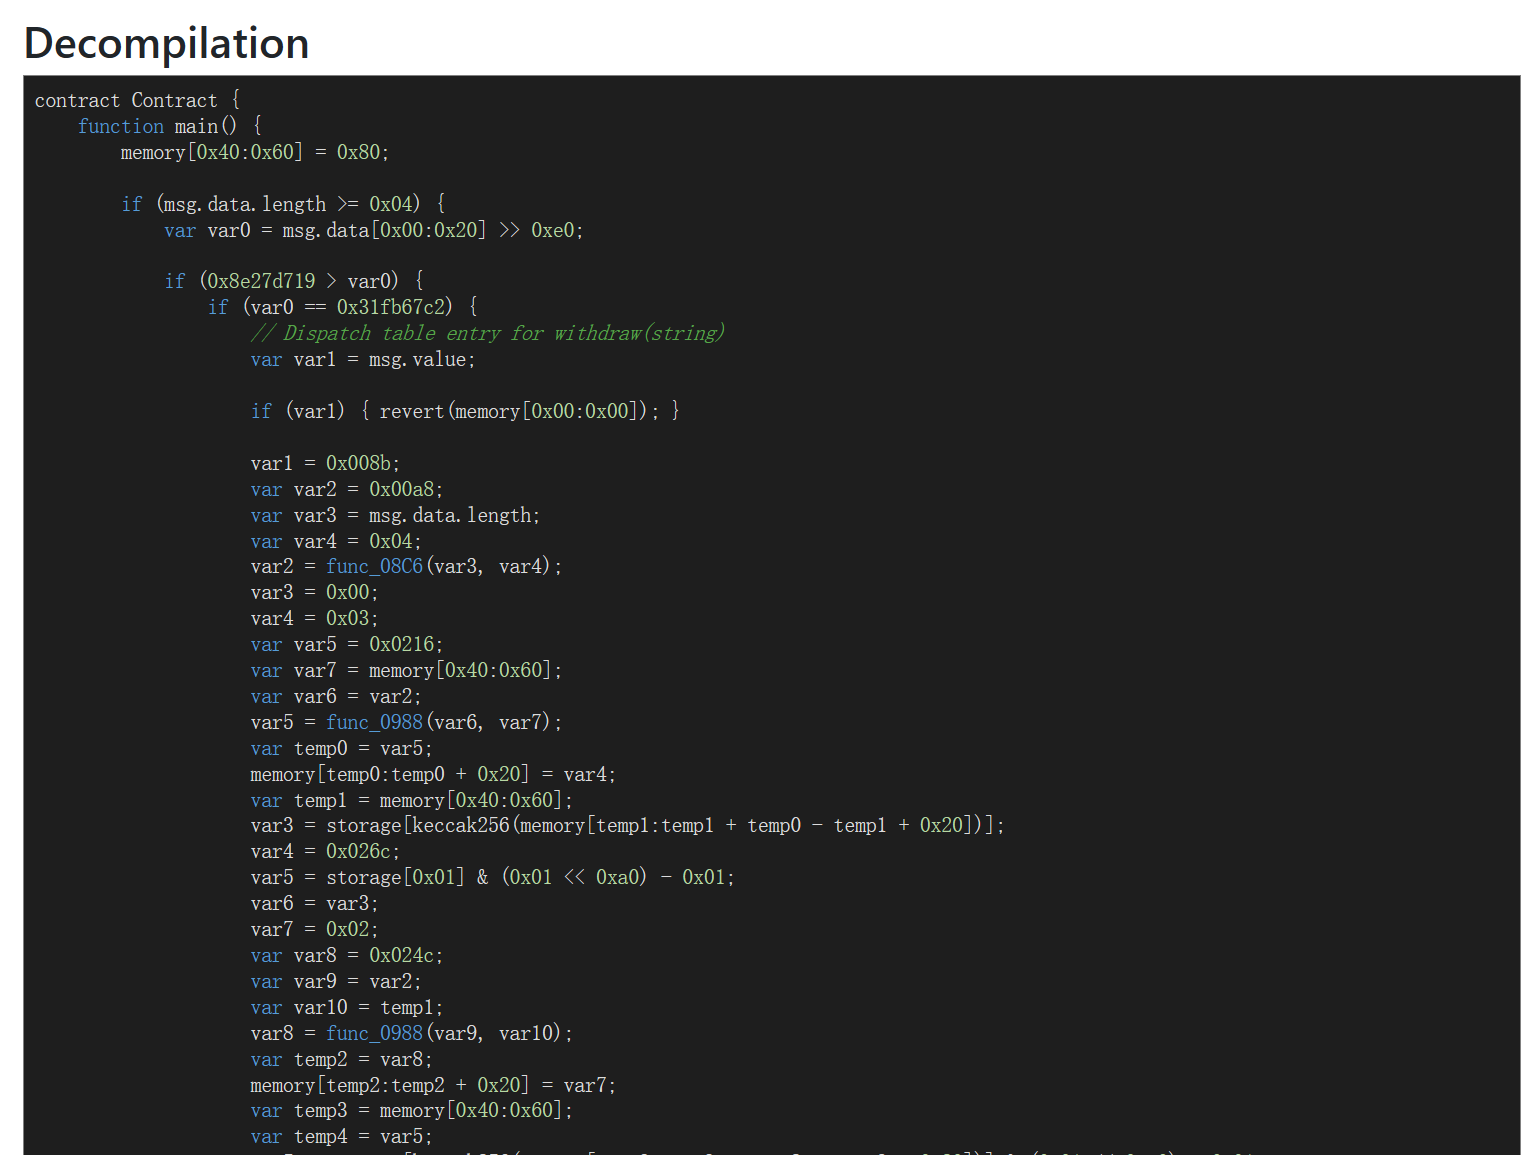 Decompilation
contract Contract {
function main() {
memory[0x40:0x60] = 0x80;
if (msg.data.length >= 0x04) {
var var0 = msg.data[0x00:0x20] >> 0xe0;
if (0x8e27d719 > var0) {
if (var0 == 0x31fb67c2) {
// Dispatch table entry for withdraw(string)
var var1 = msg.value;
if (var1) { revert(memory[0x00:0x00]); }
var1 = 0x008b;
var var2 = 0x00a8;
var var3 = msg.data.length;
var var4 = 0x04;
var2 = func_08C6(var3, var4);
var3 = 0x00;
var4 = 0x03;
var var5 = 0x0216;
var var7 = memory[0x40:0x60];
var var6 = var2;
var5 = func_0988(var6, var7);
var temp0 = var5;
memory[temp0:temp0 + 0x20] = var4;
var temp1 = memory[0x40:0x60];
var3 = storage[keccak256(memory[temp1:temp1 + temp0 - temp1 + 0x20])];
var4 = 0x026c;
var5 = storage[0x01] & (0x01 << 0xa0) - 0x01;
var6 = var3;
var7 = 0x02;
var var8 = 0x024c;
var var9 = var2;
var var10 = temp1;
var8 = func_0988(var9, var10);
var temp2 = var8;
memory[temp2:temp2 + 0x20] = var7;
var temp3 = memory[0x40:0x60];
var temp4 = var5;